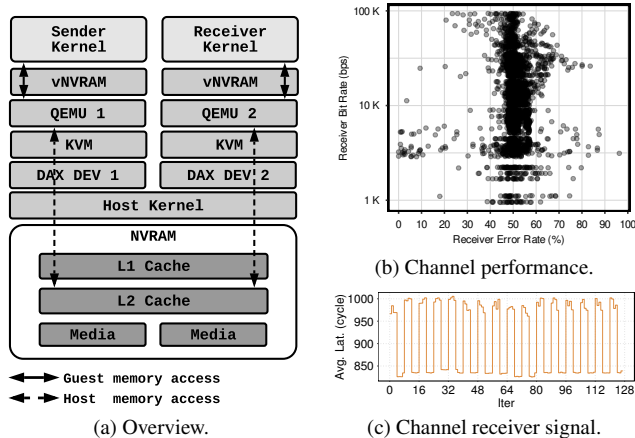 Sender Kernel
Receiver Kernel
vNVRAM
vNVRAM
QEMU 1
QEMU 2
KVM
KVM
DAX DEV 1
DAX DEV 2
Host Kernel
NVRAM
L1 Cache
L2 Cache
Media
Media
Guest memory access
Host memory access
(a) Overview.
Receiver Bit Rate (bps)
100 K
10 K
1 K
0 10 20 30 40 50 60 70 80 90 100
Receiver Error Rate (%)
(b) Channel performance.
Avg. Lat. (cycle)
1000
950
900
850
0 16 32 48 64 80 96 112 128
Iter
(c) Channel receiver signal.